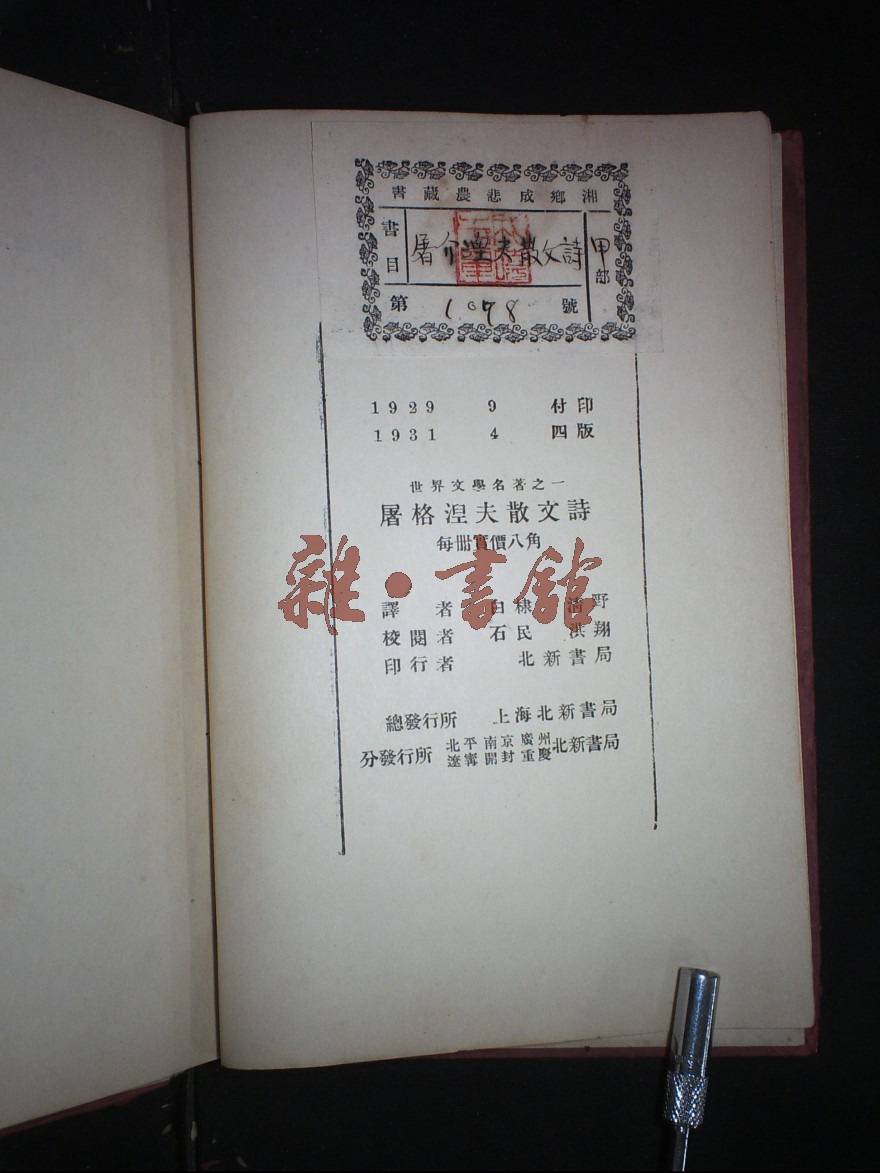 書藏農悲成鄉湘
書目
屠介涅夫散文詩
甲部
第 1078 號
1929 9 付印
1931 4 四版
世界文學名著之一
屠格涅夫散文詩
每冊實價八角
雜·書館
譯者 白棣 清野
校閱者 石民 洪翔
印行者 北新書局
總發行所 上海北新書局
分發行所 北平南京廣州遼寧開封重慶北新書局